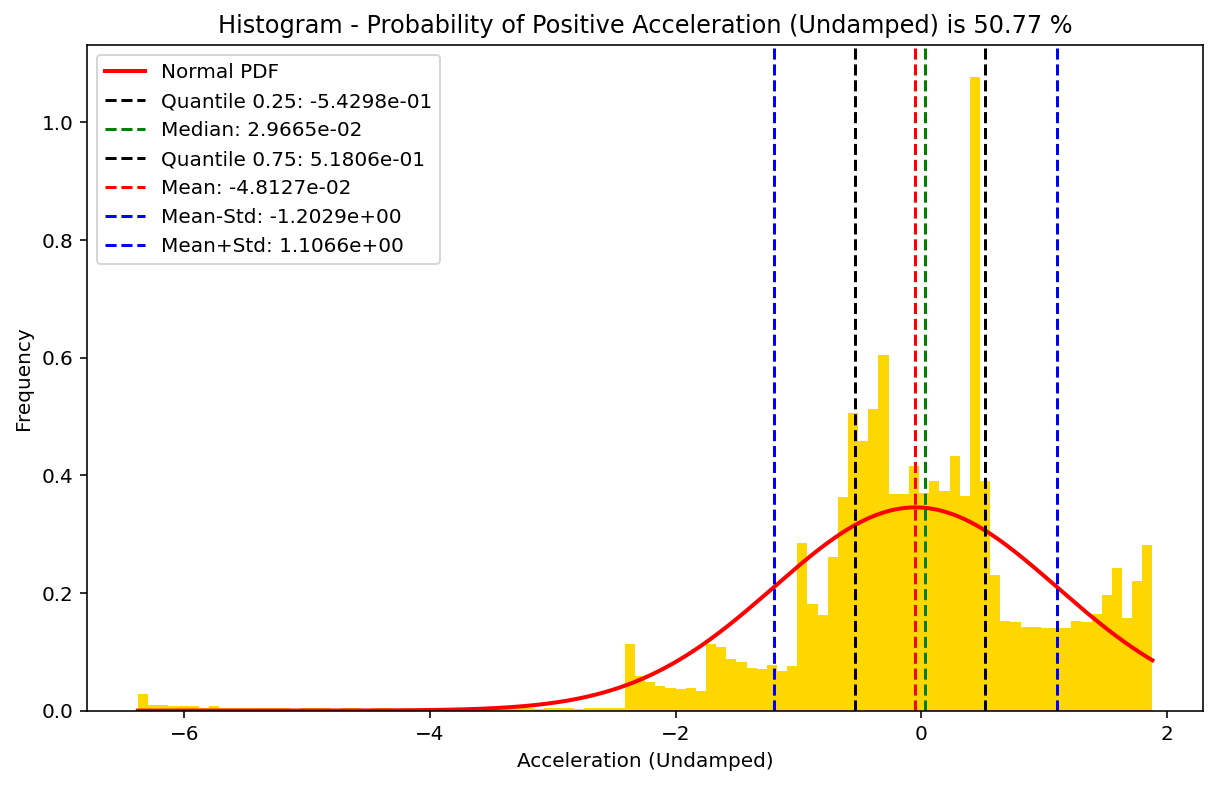 Histogram - Probability of Positive Acceleration (Undamped) is 50.77 %
Normal PDF
Quantile 0.25: -5.4298e-01
Median: 2.9665e-02
Quantile 0.75: 5.1806e-01
Mean: -4.8127e-02
Mean-Std: -1.2029e+00
Mean+Std: 1.1066e+00
Frequency
1.0
0.8
0.6
0.4
0.2
0.0
−6
−4
−2
0
2
Acceleration (Undamped)